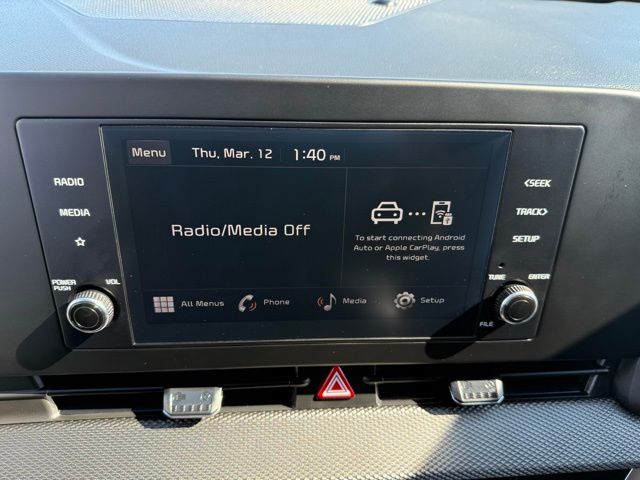 Menu Thu, Mar. 12 1:40 PM
RADIO
MEDIA
POWER PUSH VOL
Radio/Media Off
To start connecting Android
Auto or Apple CarPlay, press
this widget.
All Menus Phone Media Setup
<SEEK
TRACK>
SETUP
TUNE ENTER
FILE